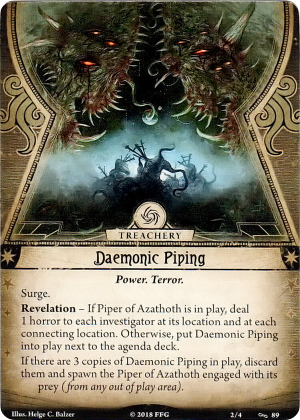 TREACHERY
Daemonic Piping
Power. Terror.
Surge.
Revelation – If Piper of Azathoth is in play, deal
1 horror to each investigator at its location and at each
connecting location. Otherwise, put Daemonic Piping
into play next to the agenda deck.
If there are 3 copies of Daemonic Piping in play, discard
them and spawn the Piper of Azathoth engaged with its
prey (from any out of play area).
Illus. Helge C. Balzer
© 2018 FFG
2/4
89